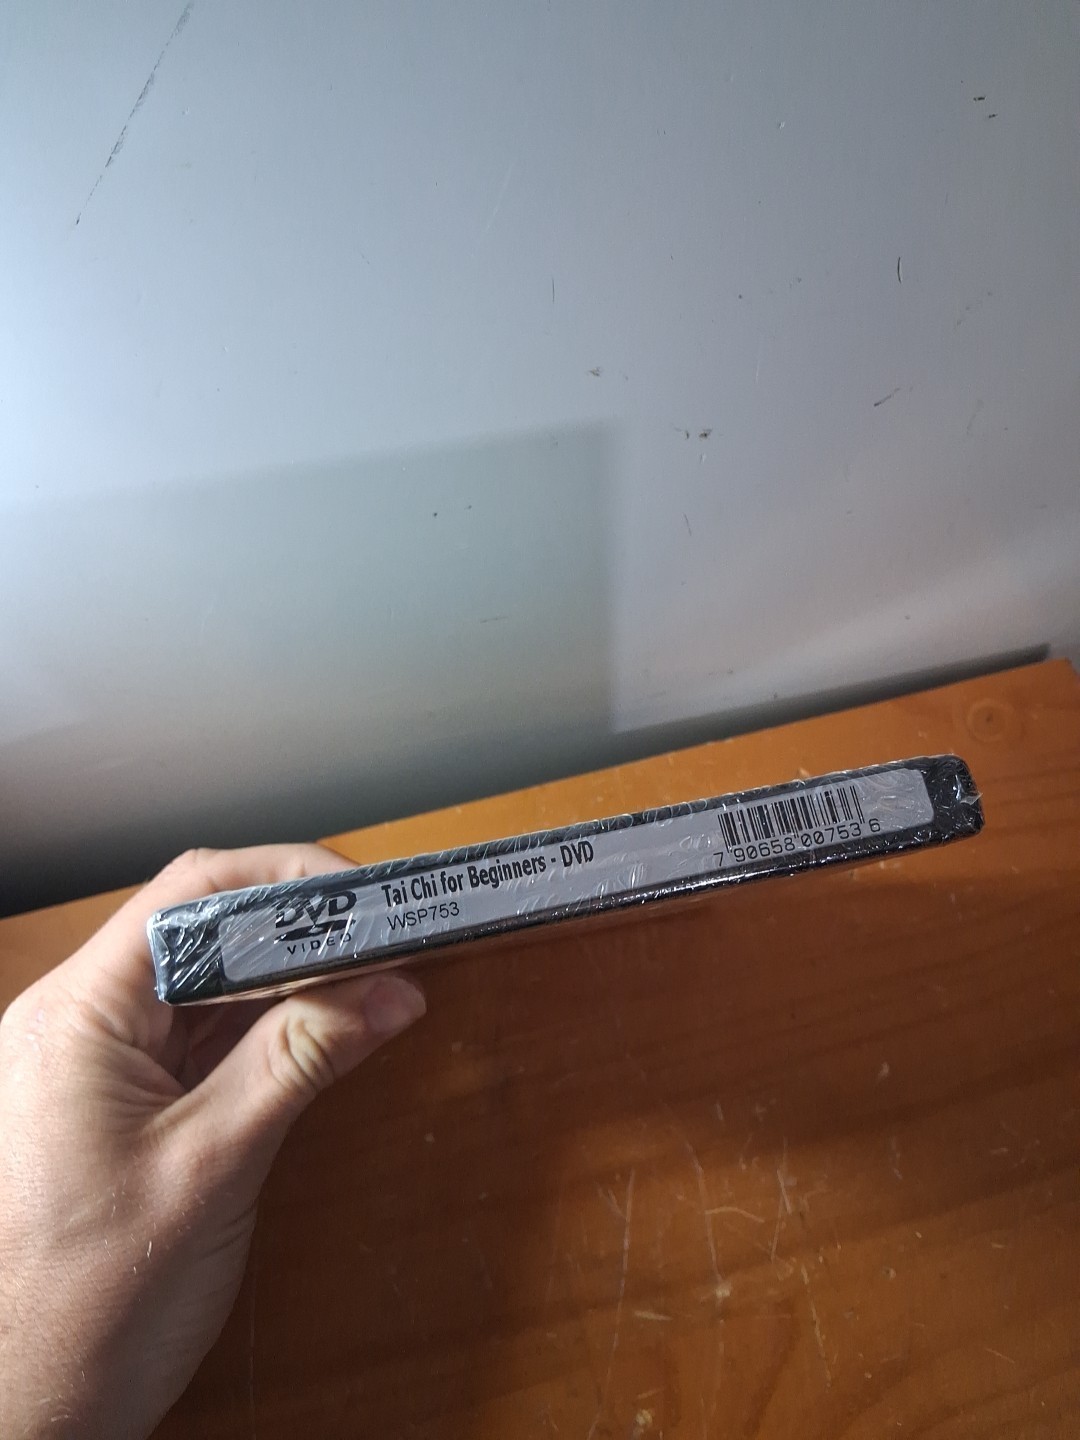 DVD
VIDEO
Tai Chi for Beginners - DVD
WSP753
7 90658 00753 6